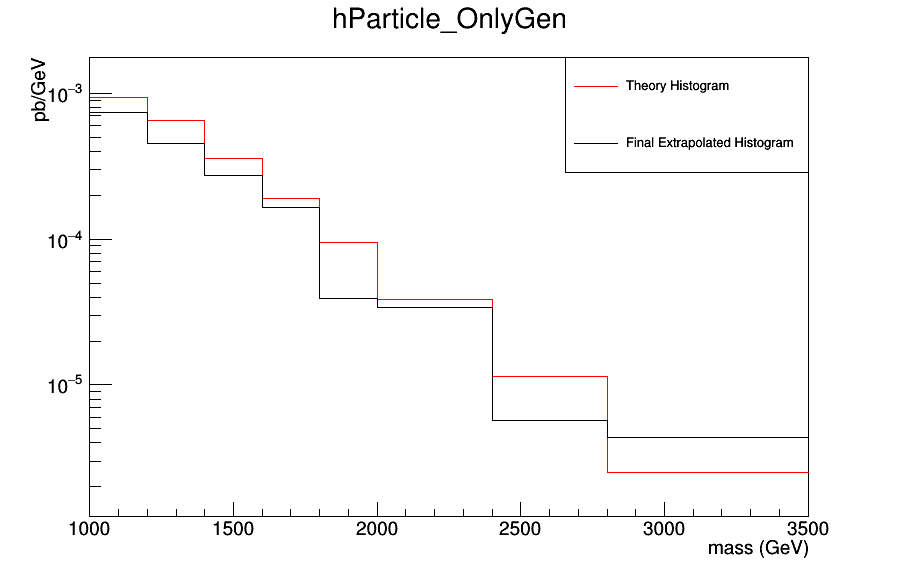 hParticle_OnlyGen
pb/GeV
Theory Histogram
Final Extrapolated Histogram
10⁻³
10⁻⁴
10⁻⁵
1000 1500 2000 2500 3000 3500
mass (GeV)